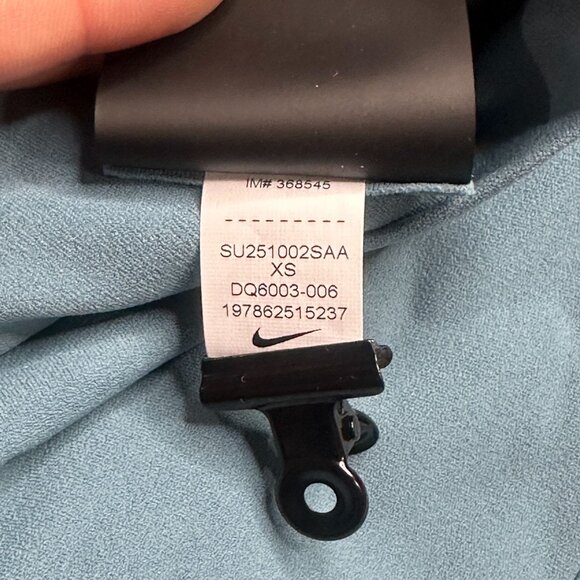 IM# 368545
----------
SU251002SAA
XS
DQ6003-006
197862515237